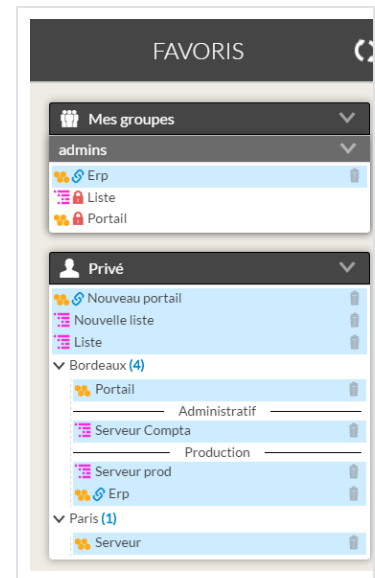 FAVORIS
Mes groupes
admins
Erp
Liste
Portail
Privé
Nouveau portail
Nouvelle liste
Liste
Bordeaux (4)
Portail
Administratif
Serveur Compta
Production
Serveur prod
Erp
Paris (1)
Serveur